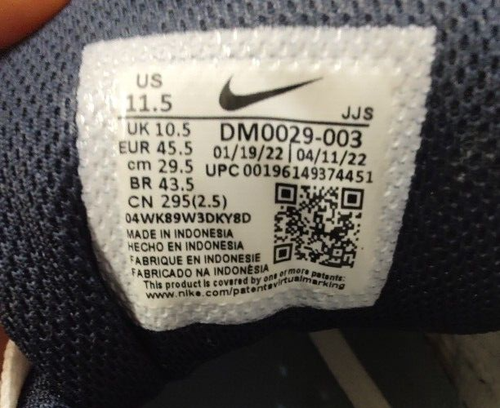 US
11.5
JJS
UK 10.5
DM0029-003
EUR 45.5
01/19/22 | 04/11/22
cm 29.5
UPC 00196149374451
BR 43.5
CN 295(2.5)
04WK89W3DKY8D
MADE IN INDONESIA
HECHO EN INDONESIA
FABRIQUE EN INDONESIE
FABRICADO NA INDONÉSIA
This product is covered by one or more patents:
www.nike.com/patentsvirtualmarking